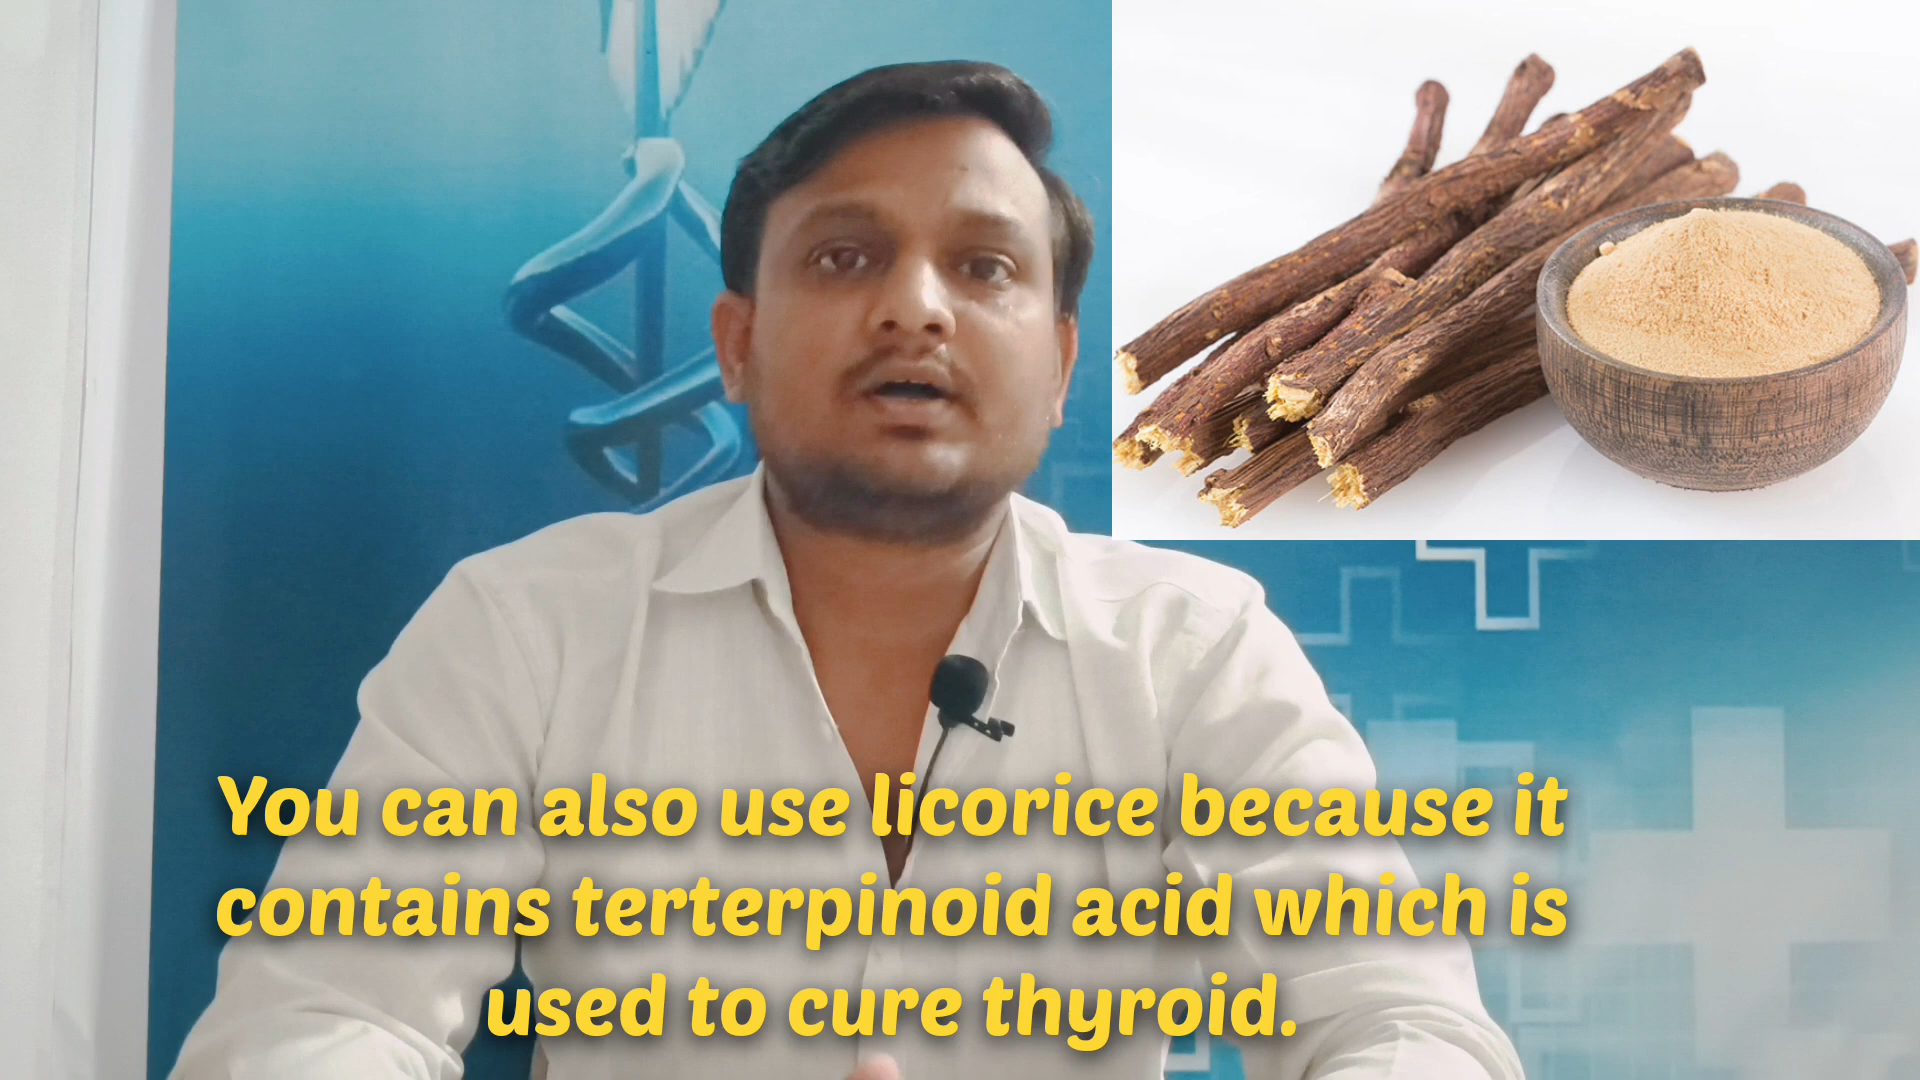 You can also use licorice because it
contains terterpinoid acid which is
used to cure thyroid.